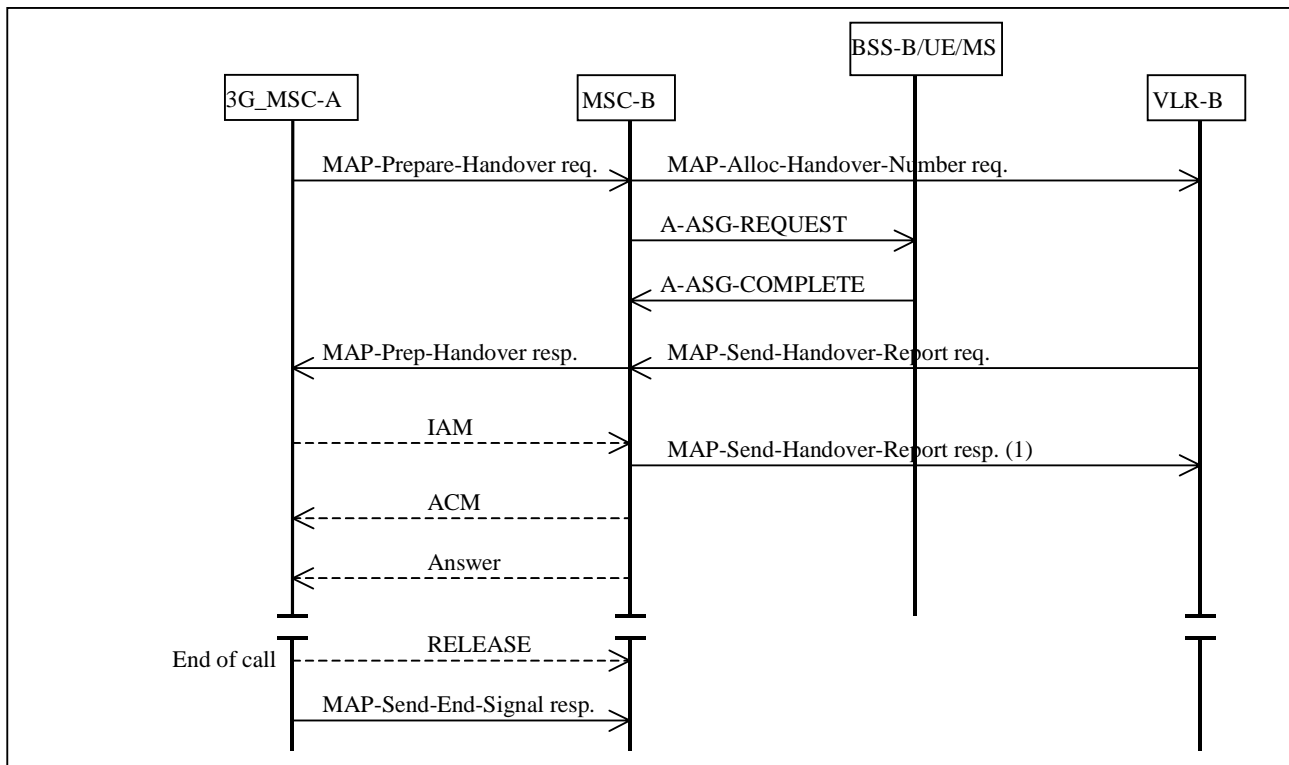 BSS-B/UE/MS
3G_MSC-A
MSC-B
VLR-B
MAP-Prepare-Handover req.
MAP-Alloc-Handover-Number req.
A-ASG-REQUEST
A-ASG-COMPLETE
MAP-Prep-Handover resp.
MAP-Send-Handover-Report req.
IAM
MAP-Send-Handover-Report resp. (1)
ACM
Answer
RELEASE
End of call
MAP-Send-End-Signal resp.